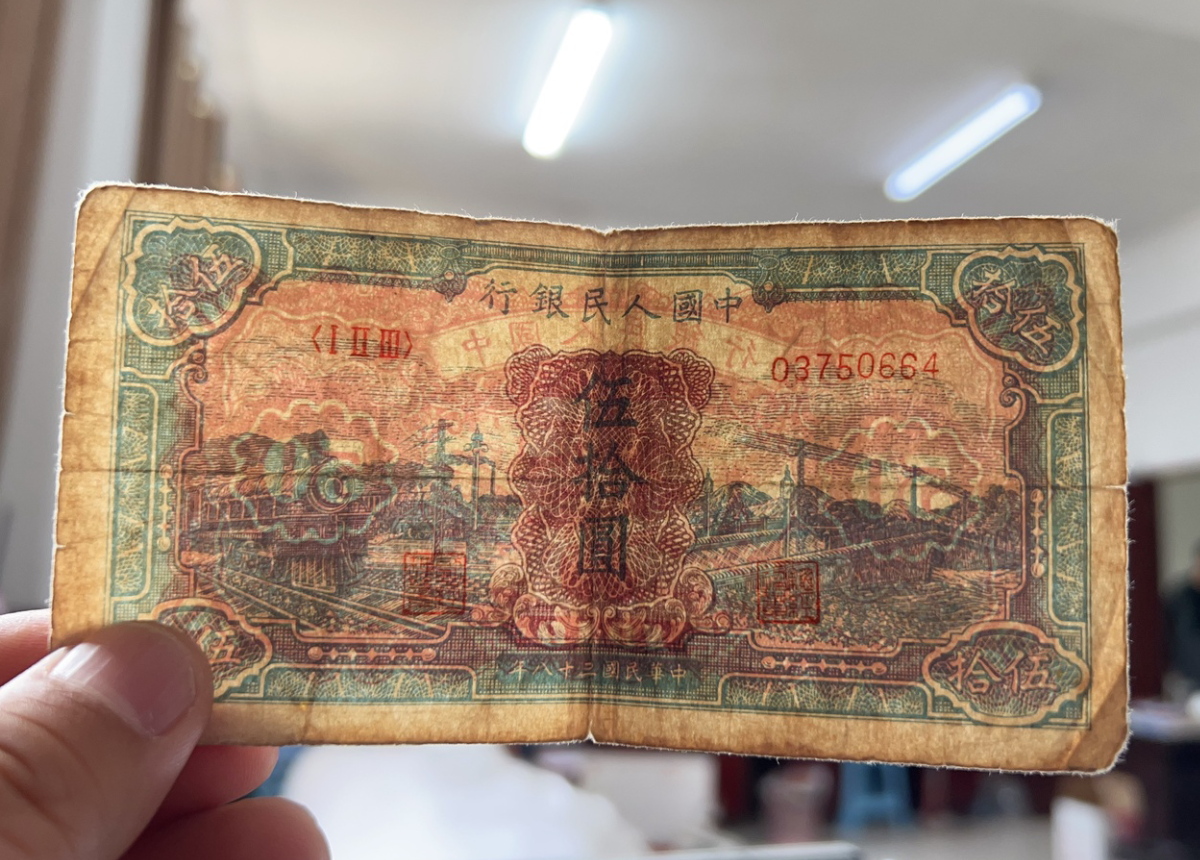 伍拾
中國人民銀行
伍拾
〈I II III〉
03750664
伍拾圓
伍
中華民國三十八年
伍拾